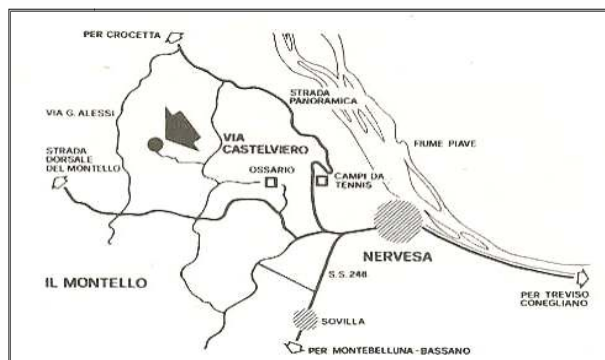 PER CROCETTA
STRADA
PANORAMICA
VIA G. ALESSI
VIA
CASTELVIERO
FIUME PIAVE
STRADA
DORSALE
DEL MONTELLO
OSSARIO
CAMPI DA
TENNIS
NERVESA
IL MONTELLO
S.S. 248
PER TREVISO
CONEGLIANO
SOVILLA
PER MONTEBELLUNA-BASSANO